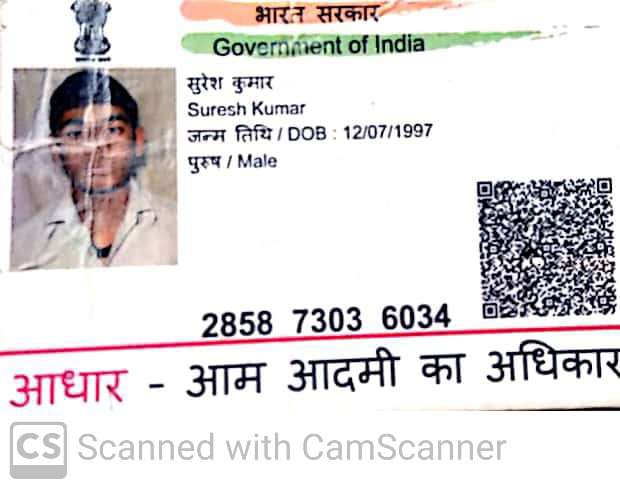 भारत सरकार
Government of India
सुरेश कुमार
Suresh Kumar
जन्म तिथि / DOB : 12/07/1997
पुरुष / Male
2858 7303 6034
आधार - आम आदमी का अधिकार
CS Scanned with CamScanner